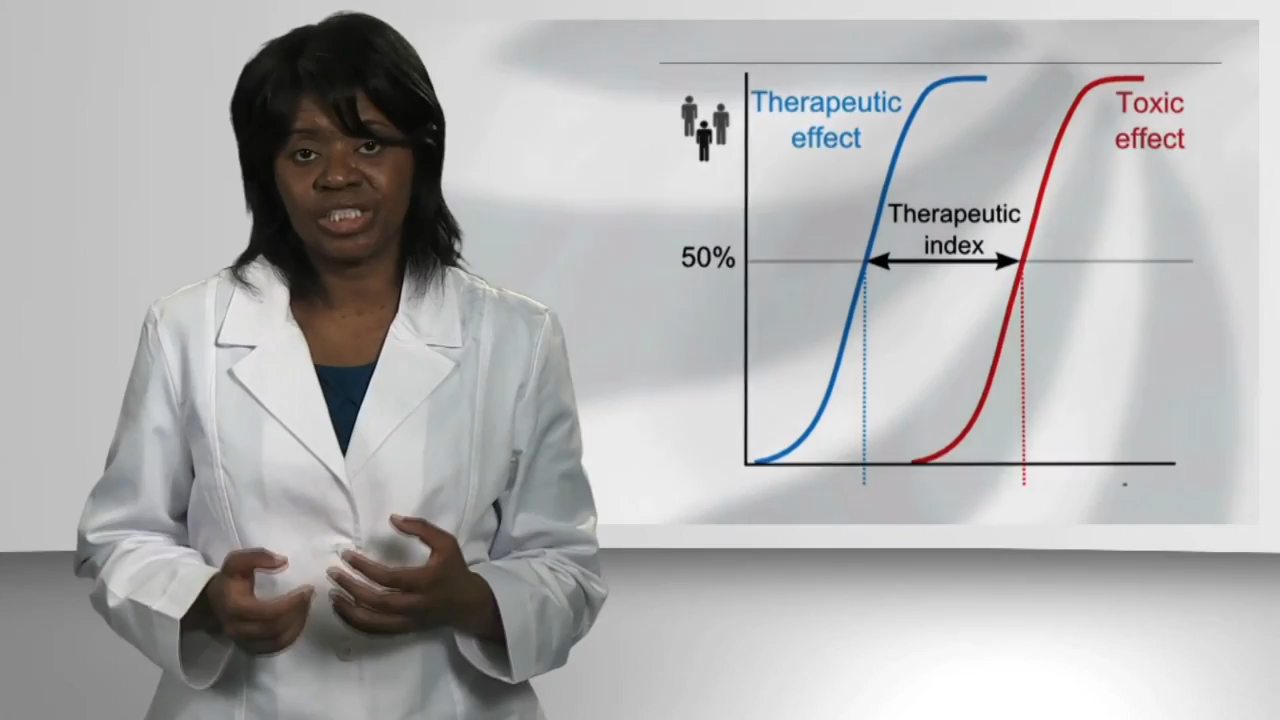 Therapeutic
effect
Toxic
effect
Therapeutic
index
50%